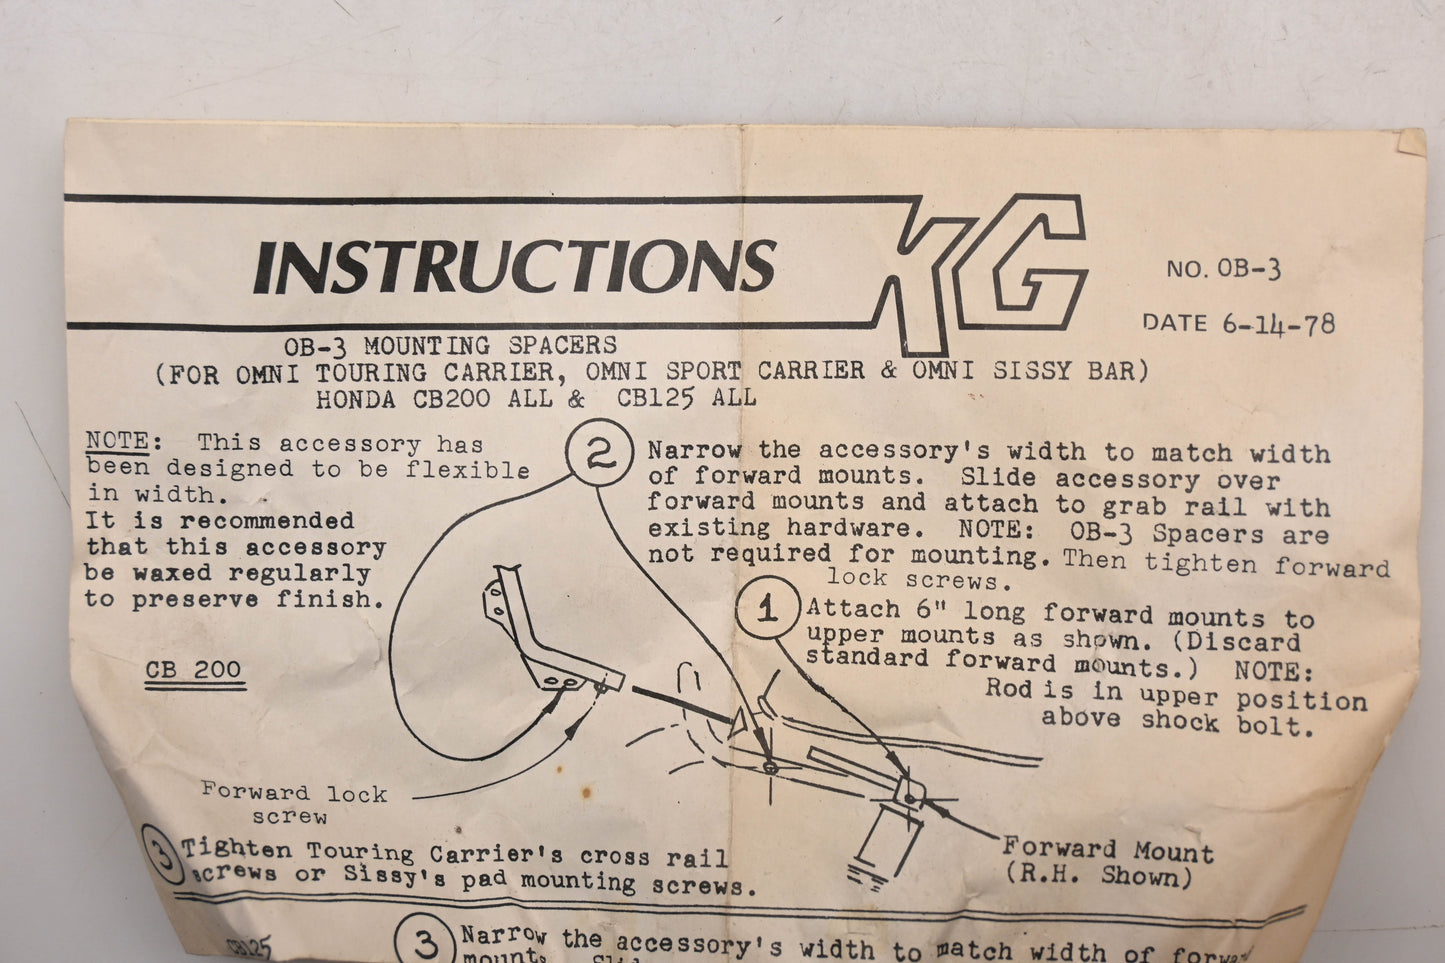 INSTRUCTIONS KG
NO. OB-3
DATE 6-14-78
OB-3 MOUNTING SPACERS
(FOR OMNI TOURING CARRIER, OMNI SPORT CARRIER & OMNI SISSY BAR)
HONDA CB200 ALL & CB125 ALL
NOTE: This accessory has
been designed to be flexible
in width.
It is recommended
that this accessory
be waxed regularly
to preserve finish.
2
Narrow the accessory's width to match width
of forward mounts. Slide accessory over
forward mounts and attach to grab rail with
existing hardware. NOTE: OB-3 Spacers are
not required for mounting. Then tighten forward
lock screws.
1
Attach 6" long forward mounts to
upper mounts as shown. (Discard
standard forward mounts.) NOTE:
Rod is in upper position
above shock bolt.
CB 200
Forward lock
screw
Forward Mount
(R.H. Shown)
3
Tighten Touring Carrier's cross rail
screws or Sissy's pad mounting screws.
CB125
3
Narrow the accessory's width to match width of forward
mounts. Slide